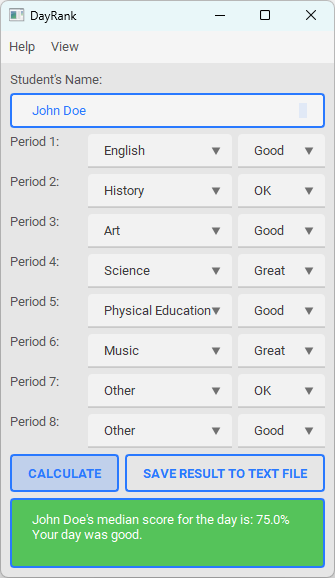 DayRank
Help View
Student's Name:
John Doe
Period 1: English Good
Period 2: History OK
Period 3: Art Good
Period 4: Science Great
Period 5: Physical Education Good
Period 6: Music Great
Period 7: Other OK
Period 8: Other Good
CALCULATE SAVE RESULT TO TEXT FILE
John Doe's median score for the day is: 75.0%
Your day was good.